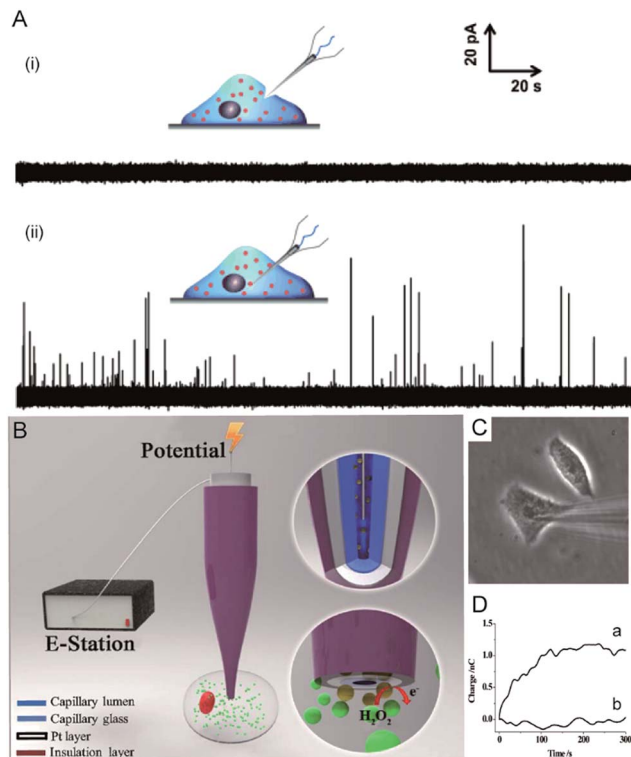 A
(i)
20 pA
20 s
(ii)
B
Potential
E-Station
Capillary lumen
Capillary glass
Pt layer
Insulation layer
e-
H₂O₂
C
D
Charge /nC
1.5
1.0
0.5
0.0
a
b
0
100
200
300
Time /s